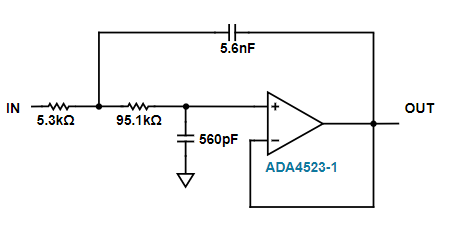 5.6nF
IN
5.3kΩ
95.1kΩ
560pF
+
−
OUT
ADA4523-1